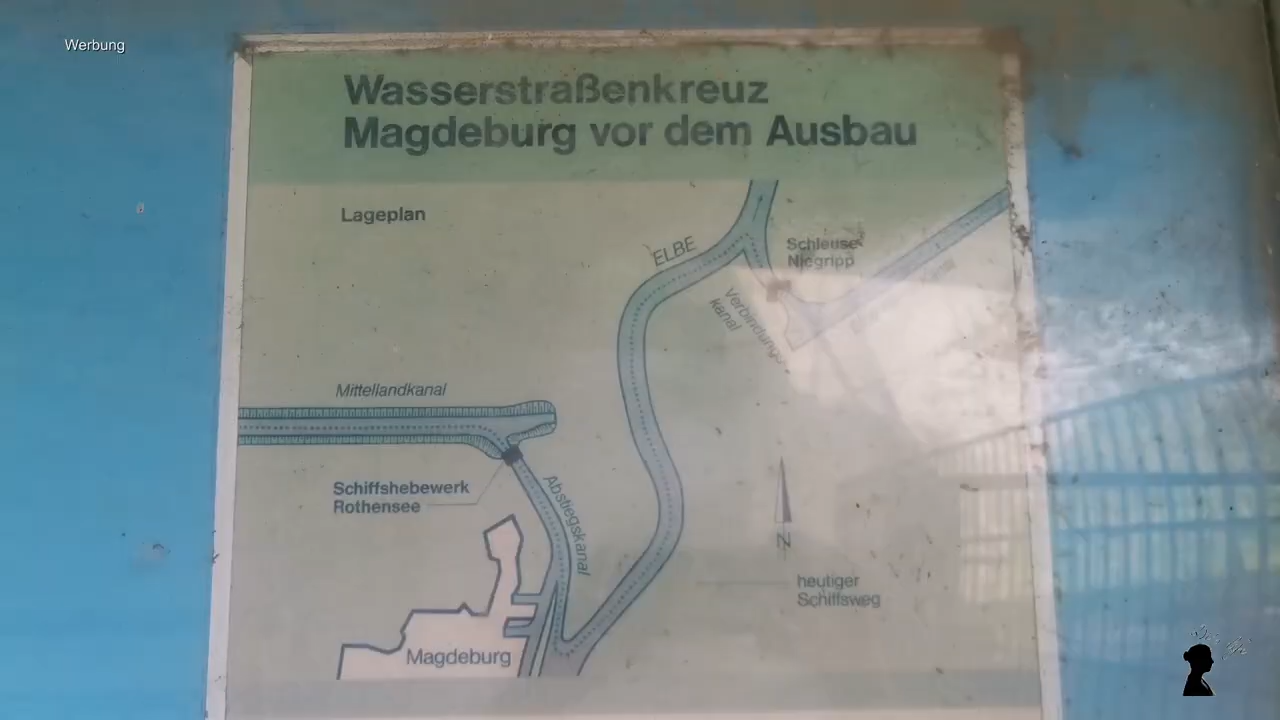 Werbung
Wasserstraßenkreuz
Magdeburg vor dem Ausbau
Lageplan
ELBE
Schleuse
Niegripp
Verbindungs-
kanal
Mittellandkanal
Schiffshebewerk
Rothensee
Abstiegskanal
N
heutiger
Schiffsweg
Magdeburg